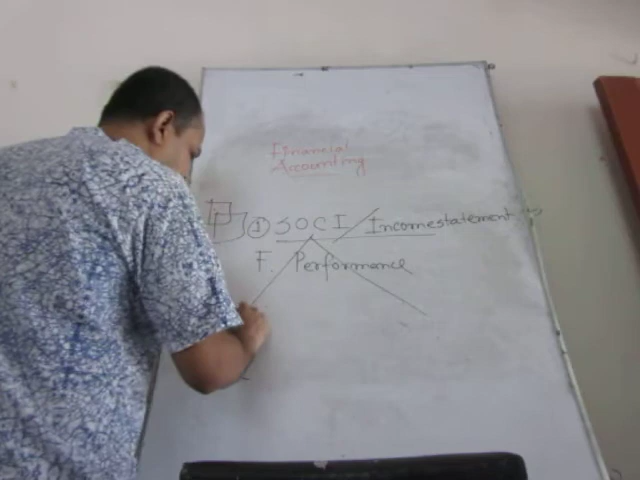 Financial
Accounting
① SOCI / Incomestatement
F. Performance